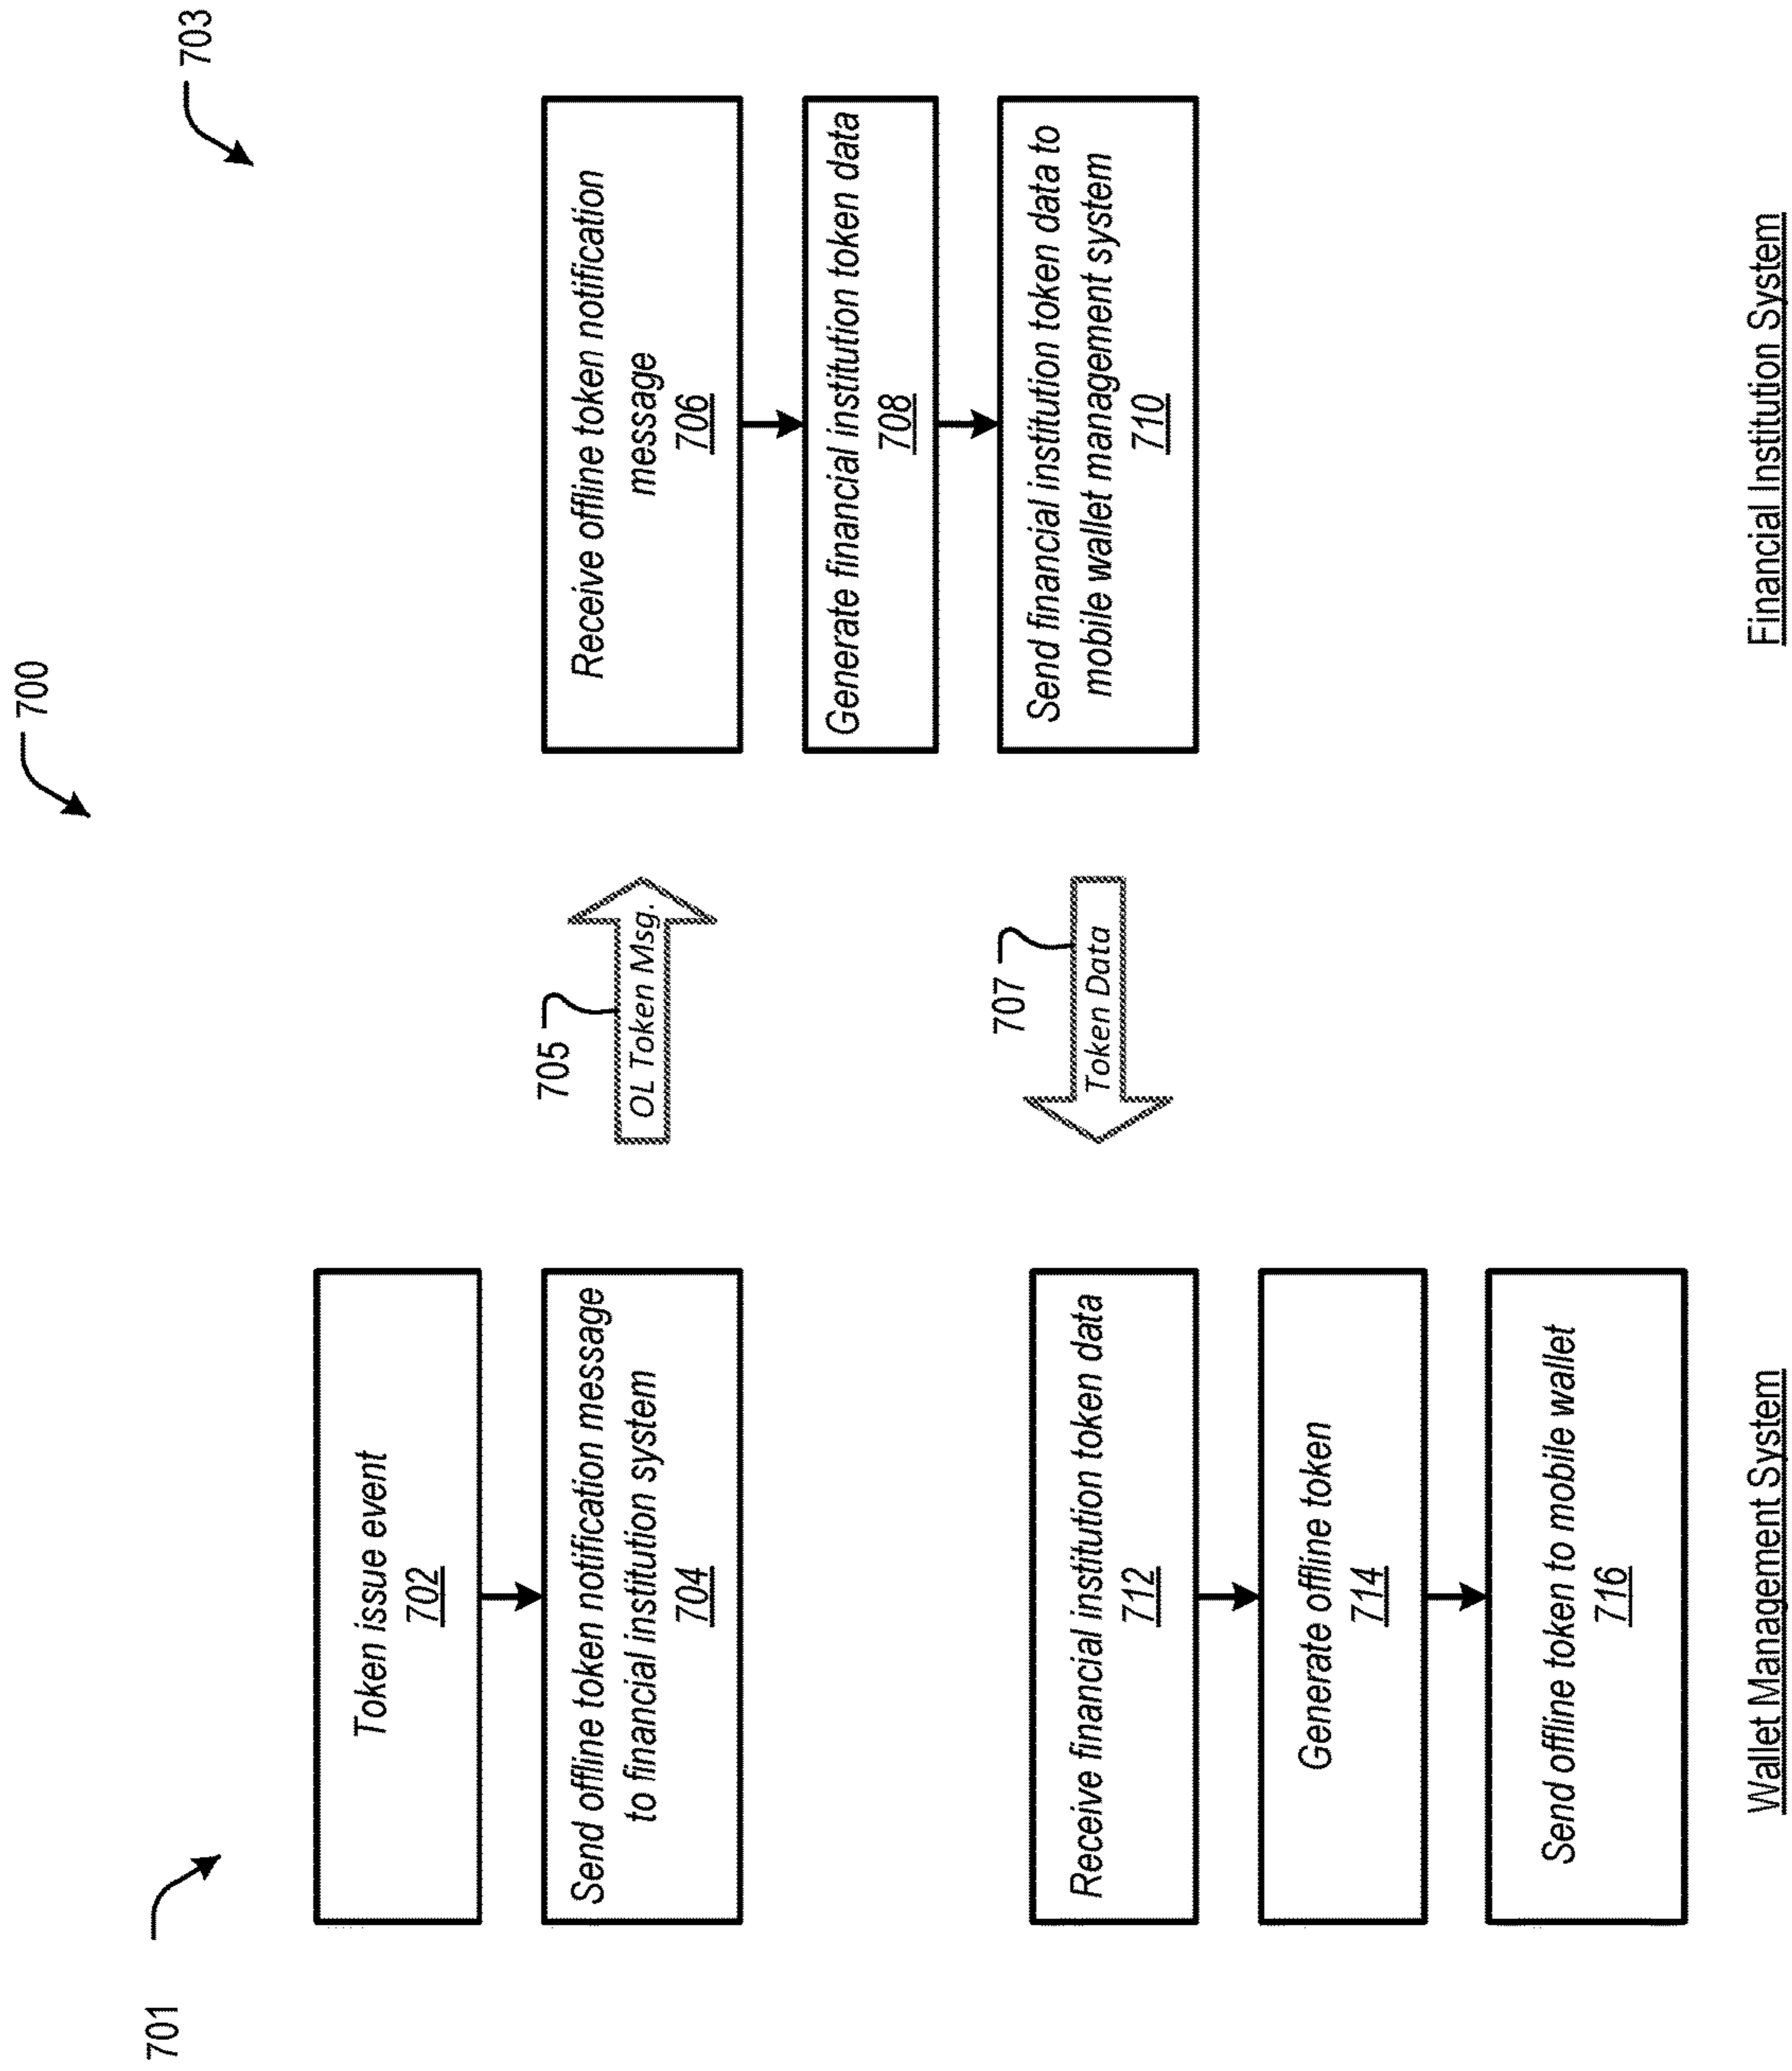 700
701
703
Token issue event
702
Send offline token notification message
to financial institution system
704
705
OL Token Msg.
Receive offline token notification
message
706
Generate financial institution token data
708
Send financial institution token data to
mobile wallet management system
710
707
Token Data
Receive financial institution token data
712
Generate offline token
714
Send offline token to mobile wallet
716
Wallet Management System
Financial Institution System